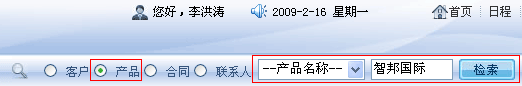 您好，李洪涛 2009-2-16 星期一 首页 | 日程 |
客户 产品 合同 联系人 --产品名称-- 智邦国际 检索